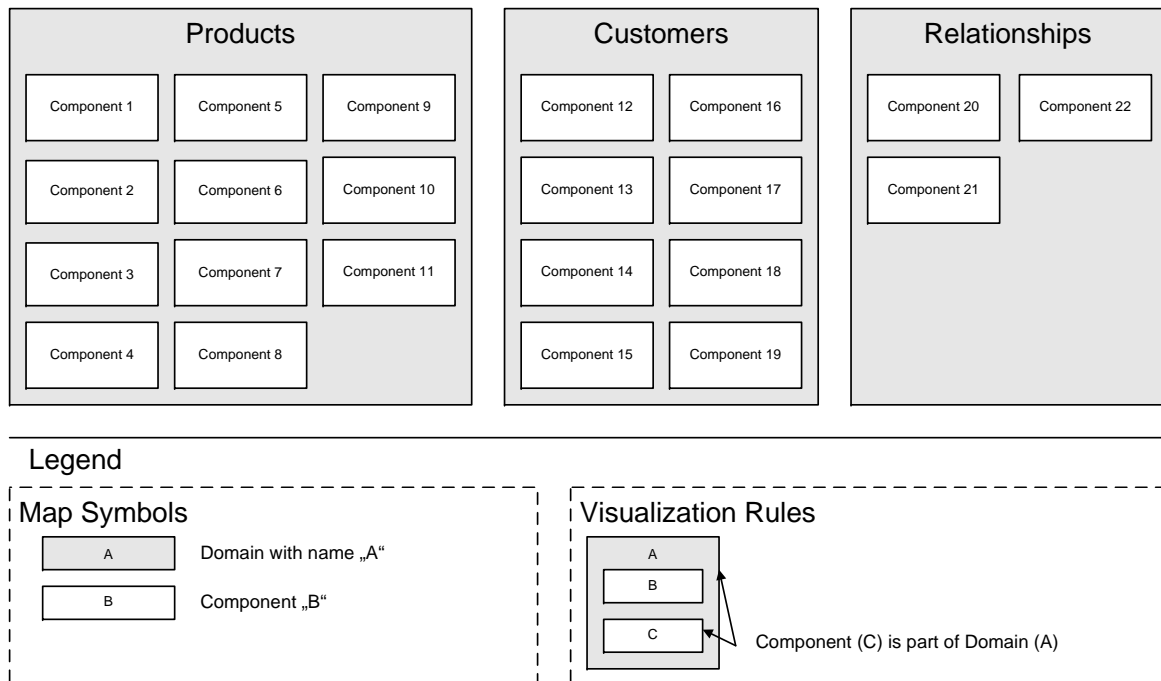 Products
Component 1
Component 5
Component 9
Component 2
Component 6
Component 10
Component 3
Component 7
Component 11
Component 4
Component 8
Customers
Component 12
Component 16
Component 13
Component 17
Component 14
Component 18
Component 15
Component 19
Relationships
Component 20
Component 22
Component 21
Legend
Map Symbols
A
Domain with name „A“
B
Component „B“
Visualization Rules
A
B
C
Component (C) is part of Domain (A)